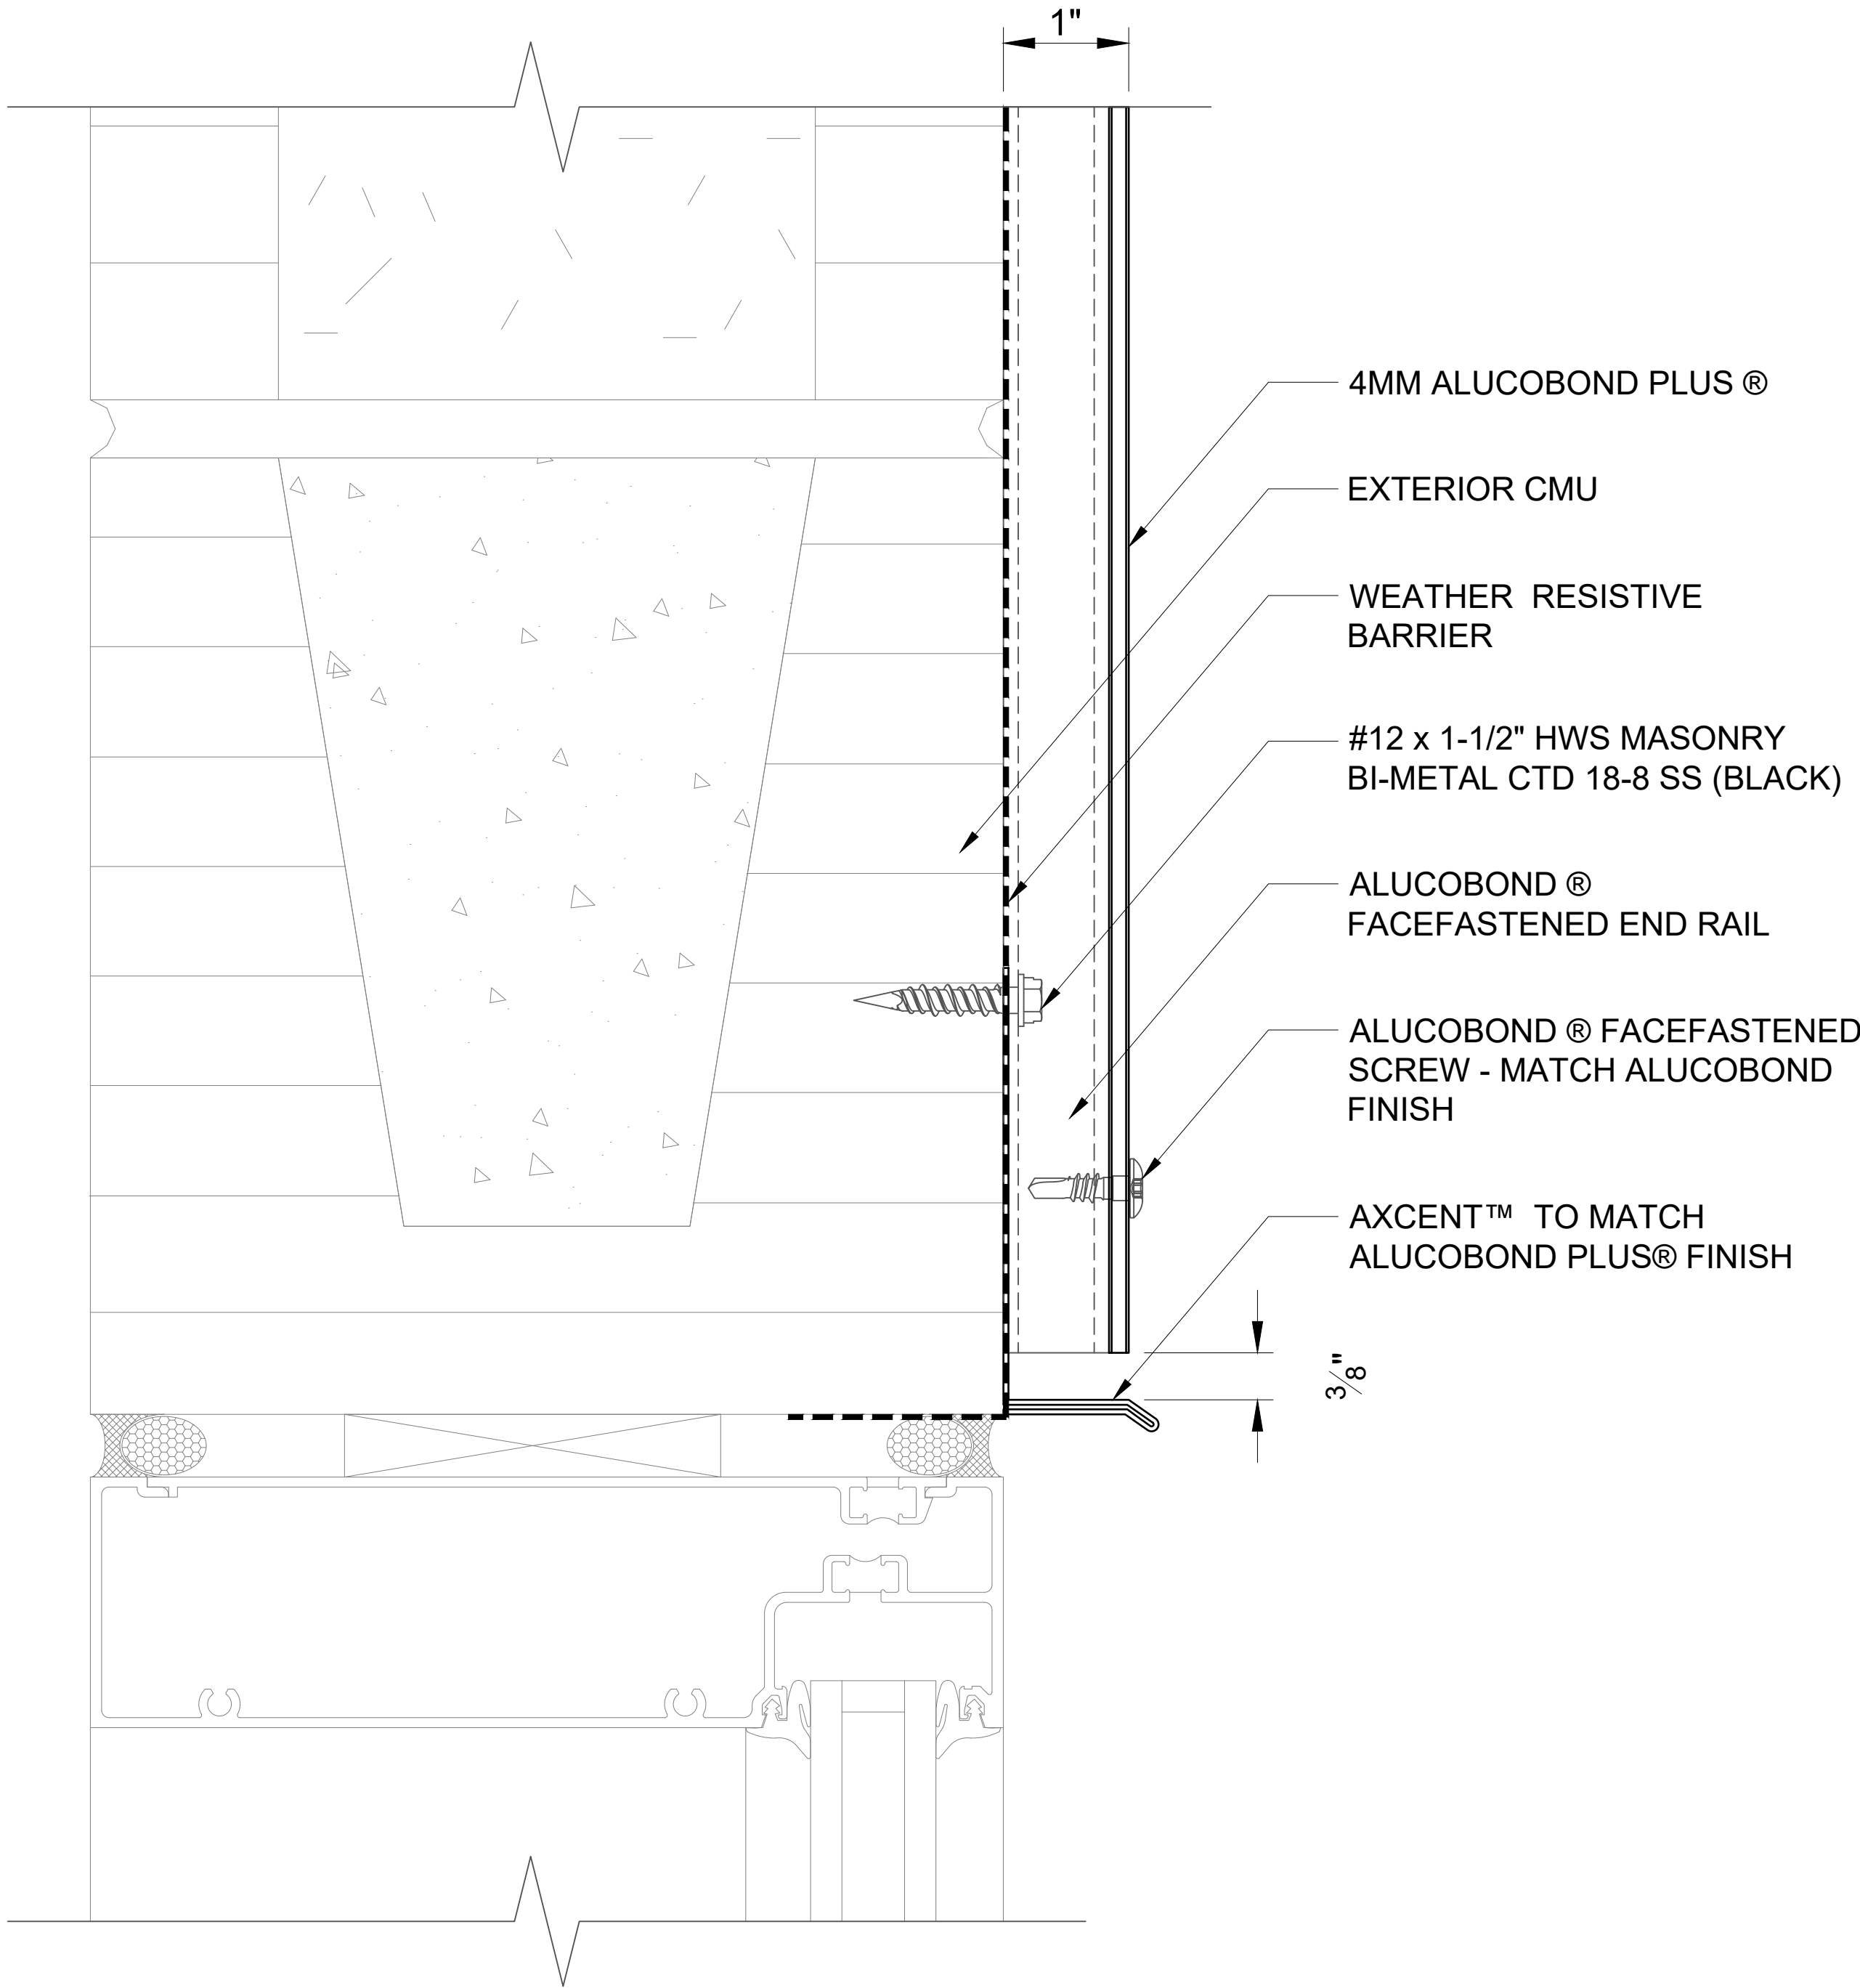 1"
4MM ALUCOBOND PLUS ®
EXTERIOR CMU
WEATHER RESISTIVE
BARRIER
#12 x 1-1/2" HWS MASONRY
BI-METAL CTD 18-8 SS (BLACK)
ALUCOBOND ®
FACEFASTENED END RAIL
ALUCOBOND ® FACEFASTENED
SCREW - MATCH ALUCOBOND
FINISH
AXCENT™ TO MATCH
ALUCOBOND PLUS® FINISH
3/8"